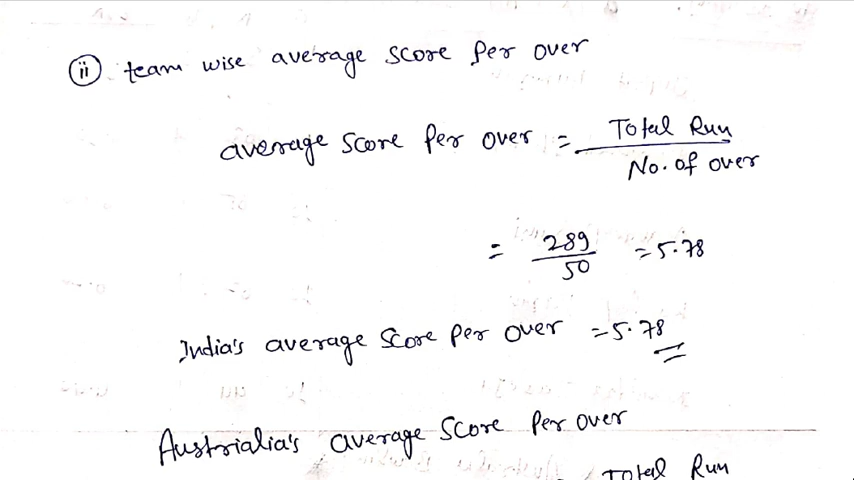 ii team wise average score per over
average score per over = Total Run
No. of over
= 289
50 = 5.78
India's average score per over = 5.78
Austrialia's average score per over
Total Run